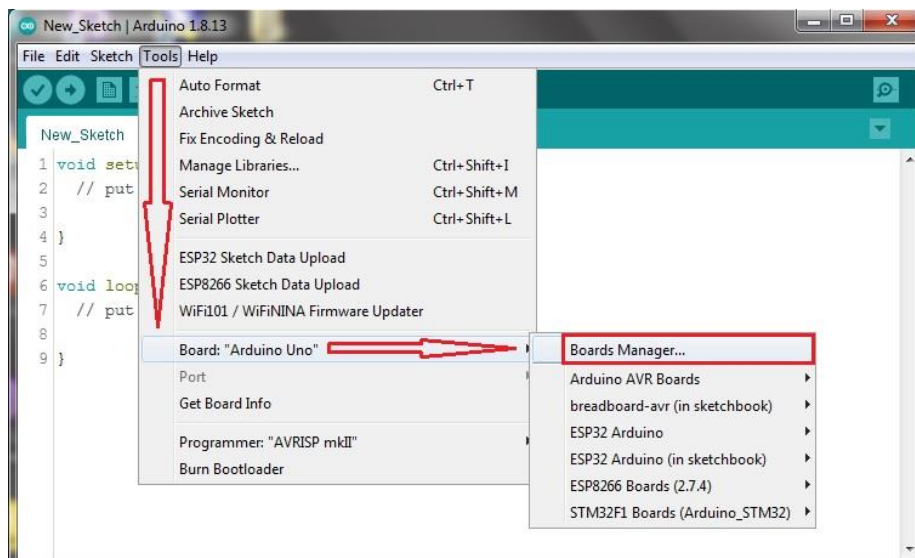 New_Sketch | Arduino 1.8.13
File Edit Sketch Tools Help
New_Sketch
Auto Format Ctrl+T
Archive Sketch
Fix Encoding & Reload
Manage Libraries... Ctrl+Shift+I
Serial Monitor Ctrl+Shift+M
Serial Plotter Ctrl+Shift+L
ESP32 Sketch Data Upload
ESP8266 Sketch Data Upload
WiFi101 / WiFiNINA Firmware Updater
Board: "Arduino Uno"
Port
Get Board Info
Programmer: "AVRISP mkII"
Burn Bootloader
Boards Manager...
Arduino AVR Boards
breadboard-avr (in sketchbook)
ESP32 Arduino
ESP32 Arduino (in sketchbook)
ESP8266 Boards (2.7.4)
STM32F1 Boards (Arduino_STM32)
1 void
2 // put
3
4 }
5
6 void
7 // put
8
9 }